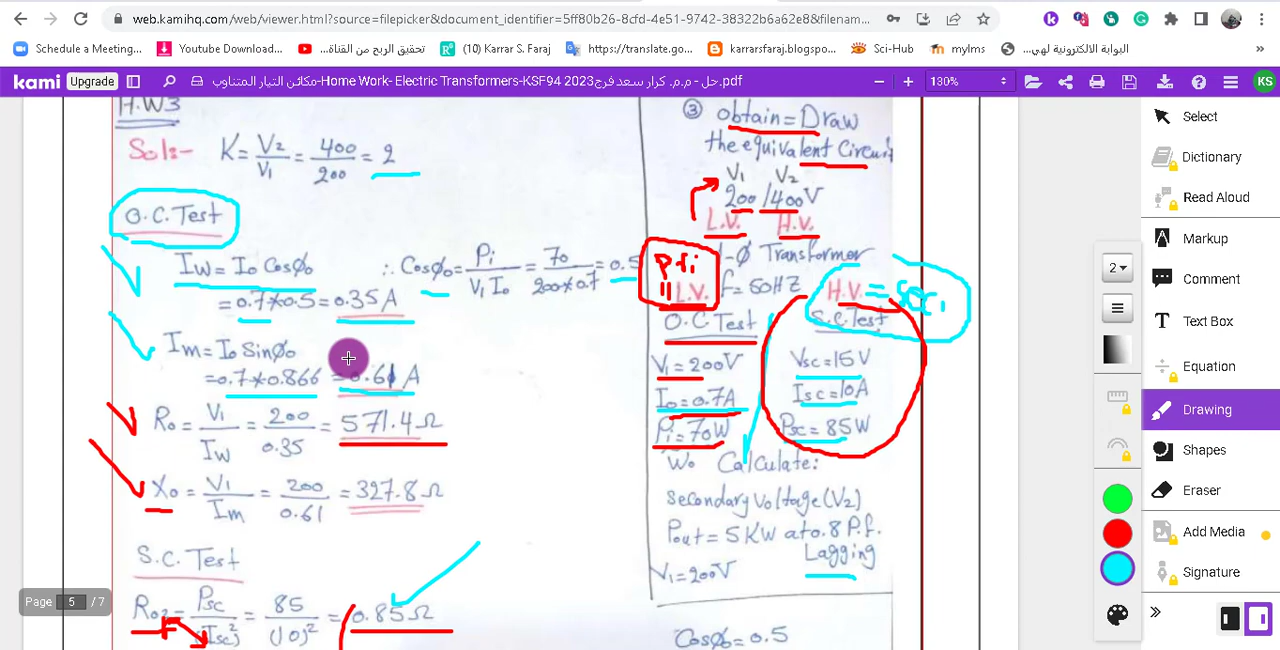 web.kamihq.com/web/viewer.html?source=filepicker&document_identifier=5ff80b26-8cfd-4e51-9742-38322b6a62e8&filenam...
Schedule a Meeting...
Youtube Download...
تحقيق الربح من القناة...
(10) Karrar S. Faraj
https://translate.go...
karrarsfaraj.blogspo...
Sci-Hub
mylms
البوابة الالكترونية لهي...
»
kami
Upgrade
حل - م.م. كرار سعد فرج-Home Work- Electric Transformers-KSF94 2023مكائن التيار المتناوب.pdf
130%
KS
H.W3
Sol:- K = V2/V1 = 400/200 = 2
O.C.Test
Iw = Io Cosφo ∴ Cosφo = Pi/V1 Io = 70/200*0.7 = 0.5
= 0.7*0.5 = 0.35 A
Im = Io Sinφo
= 0.7*0.866 = 0.61 A
Ro = V1/Iw = 200/0.35 = 571.4 Ω
Xo = V1/Im = 200/0.61 = 327.8 Ω
S.C.Test
Ro2 = Psc/(Isc)² = 85/(10)² = 0.85 Ω
③ obtain = Draw
the equivalent Circuit
V1 V2
200/400V
L.V. H.V.
Pri
=
L.V.
1-Φ Transformer
f = 50HZ
H.V. =
O.C Test
S.C Test
V1 = 200V
Vsc = 15V
Io = 0.7A
Isc = 10A
Pi = 70W
Psc = 85W
Calculate:
Secondary Voltage (V2)
Pout = 5 KW at 0.8 P.f.
Lagging
V1 = 200V
Cosφo = 0.5
Page 5 / 7
2
Select
Dictionary
Read Aloud
Markup
Comment
T Text Box
Equation
Drawing
Shapes
Eraser
Add Media
Signature
»